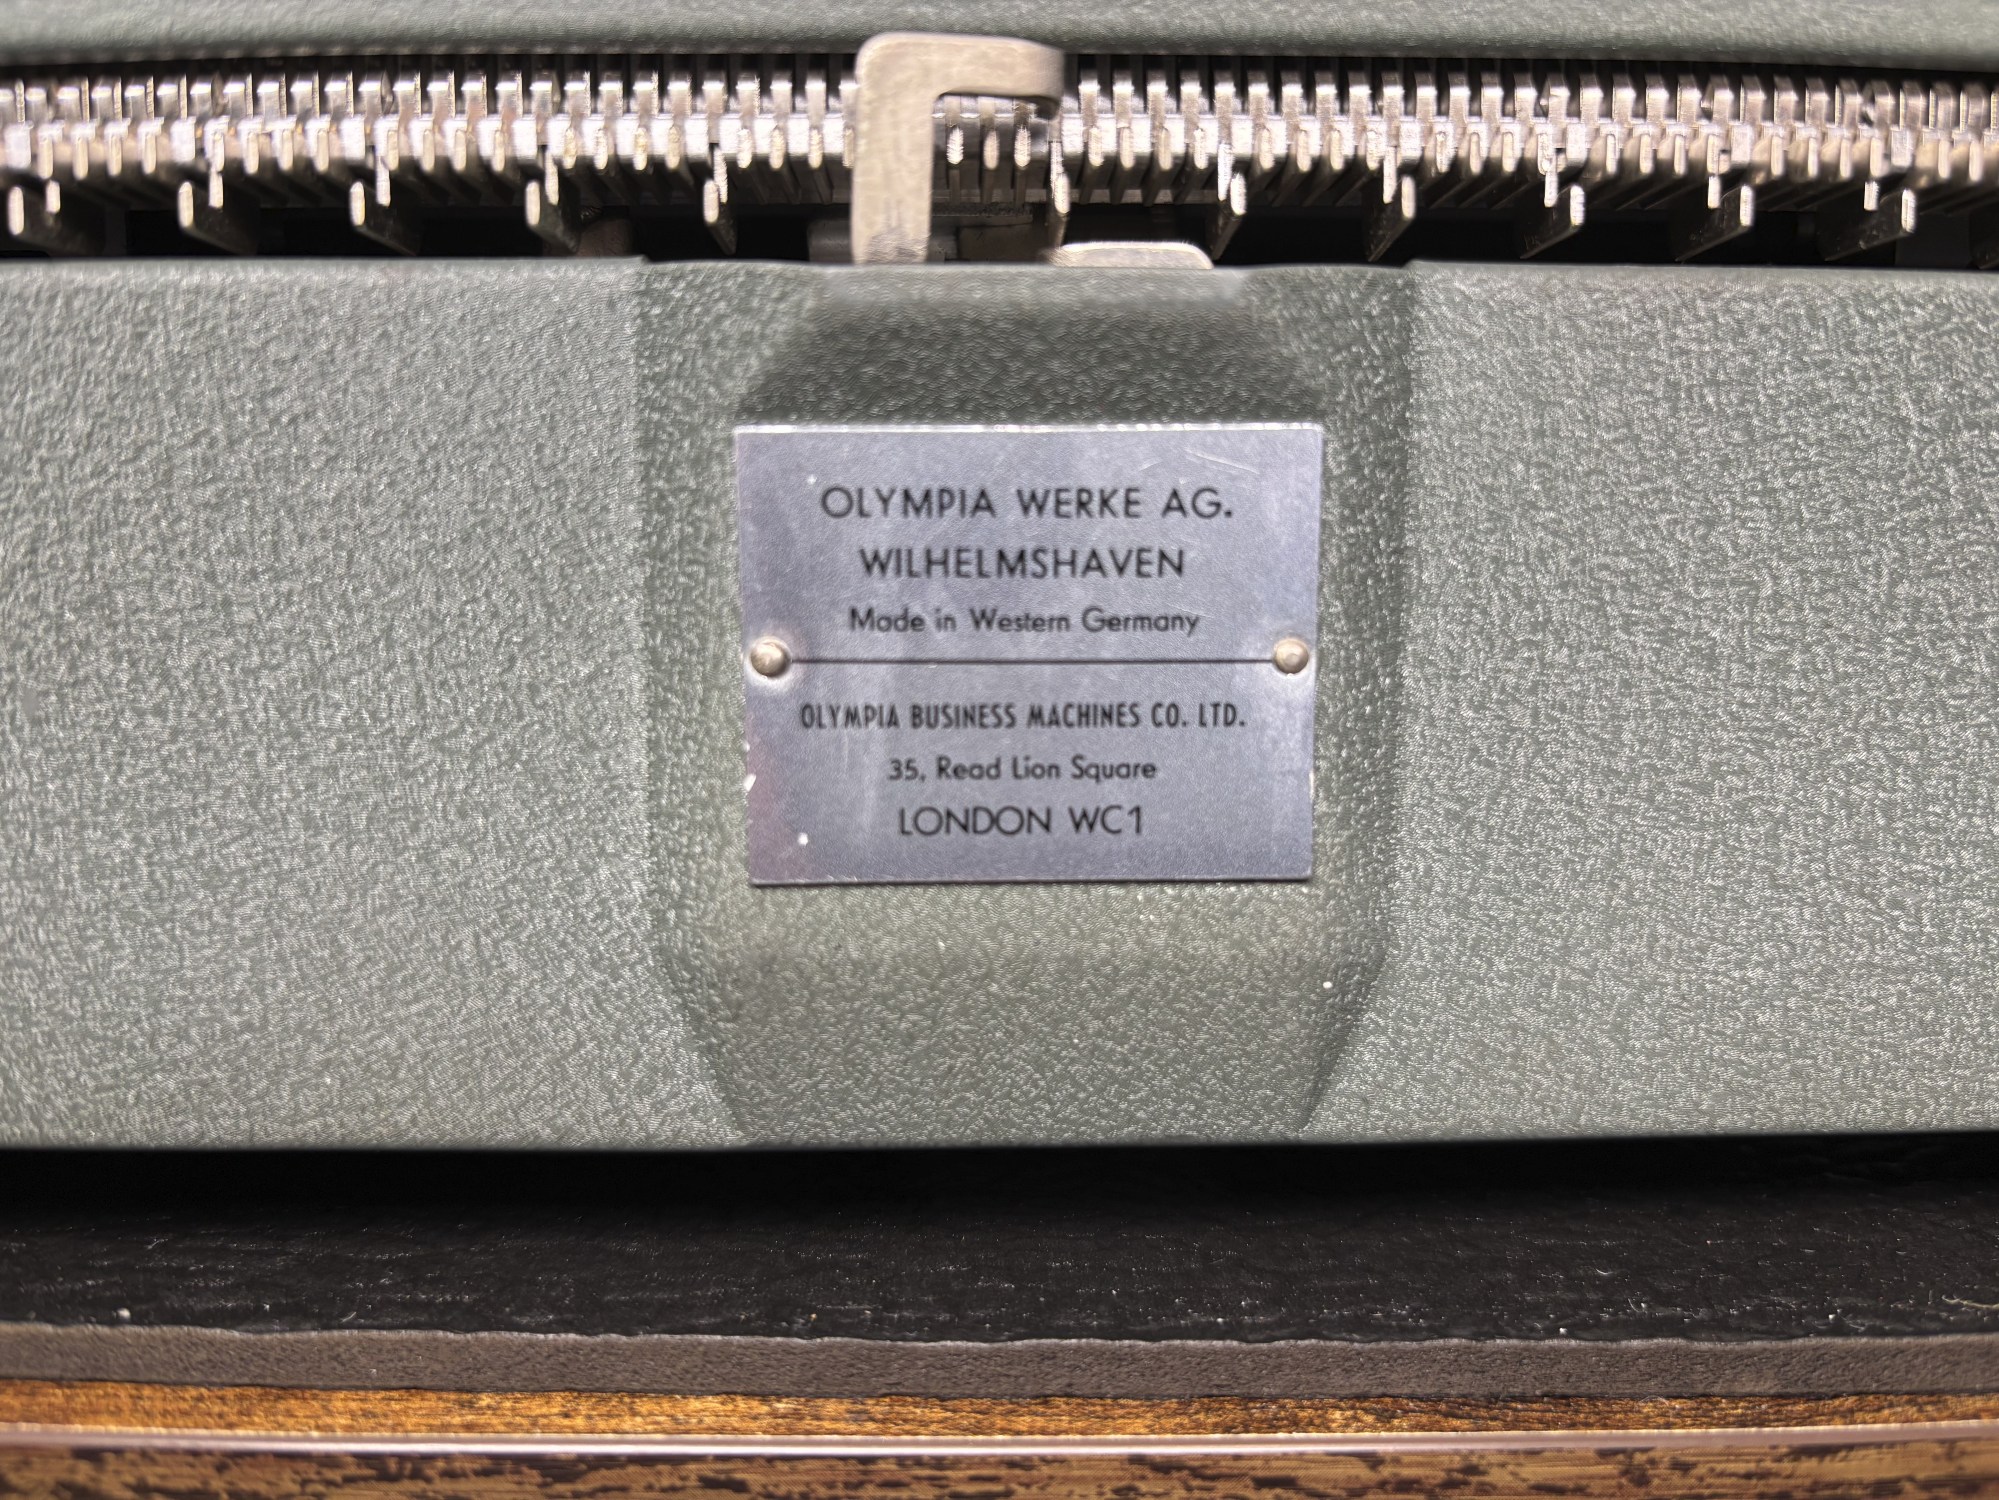 OLYMPIA WERKE AG.
WILHELMSHAVEN
Made in Western Germany
OLYMPIA BUSINESS MACHINES CO. LTD.
35, Read Lion Square
LONDON WC1